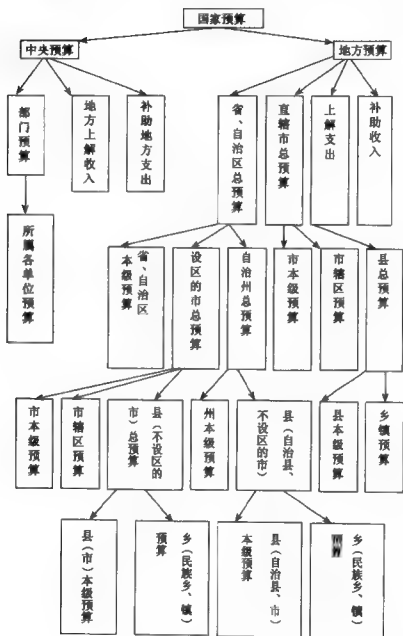 国家预算
中央预算
地方预算
部门预算
地方上解收入
补助地方支出
省、自治区总预算
直辖市总预算
上解支出
补助收入
所属各单位预算
省、自治区
本级预算
设区的市总预算
自治州总预算
市本级预算
市辖区预算
县总预算
市本级预算
市辖区预算
县（不设区的
市）总预算
州本级预算
县（自治县、
不设区的市）
县本级预算
乡镇预算
县（市）本级预算
乡（民族乡、镇）
预算
县（自治县、市）
本级预算
乡（民族乡、镇）
预算